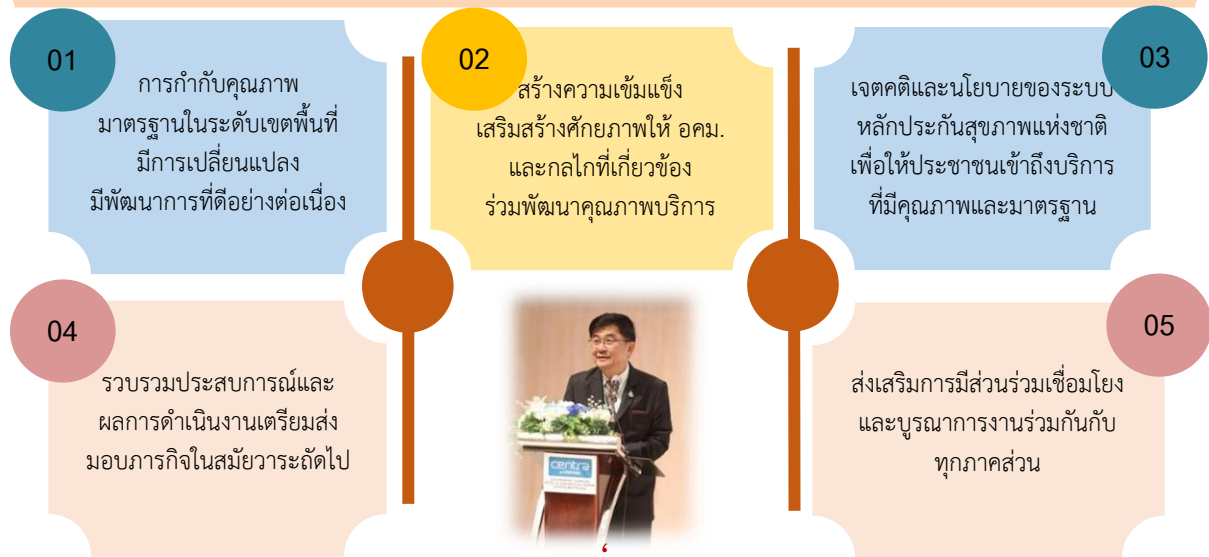 01
การกำกับคุณภาพ
มาตรฐานในระดับเขตพื้นที่
มีการเปลี่ยนแปลง
มีพัฒนาการที่ดีอย่างต่อเนื่อง
02
สร้างความเข้มแข็ง
เสริมสร้างศักยภาพให้ อคม.
และกลไกที่เกี่ยวข้อง
ร่วมพัฒนาคุณภาพบริการ
03
เจตคติและนโยบายของระบบ
หลักประกันสุขภาพแห่งชาติ
เพื่อให้ประชาชนเข้าถึงบริการ
ที่มีคุณภาพและมาตรฐาน
04
รวบรวมประสบการณ์และ
ผลการดำเนินงานเตรียมส่ง
มอบภารกิจในสมัยวาระถัดไป
centra
05
ส่งเสริมการมีส่วนร่วมเชื่อมโยง
และบูรณาการงานร่วมกันกับ
ทุกภาคส่วน
‘